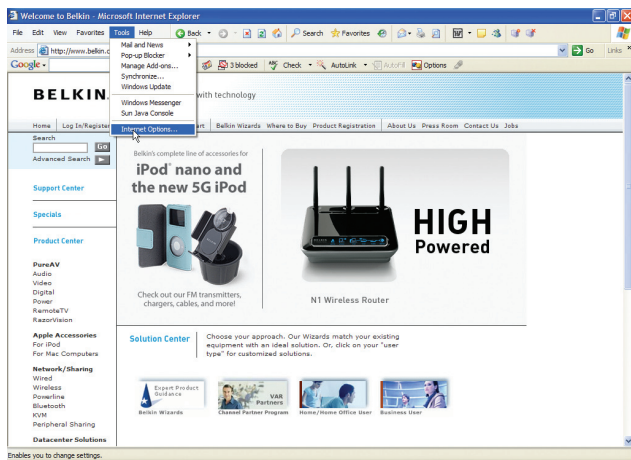 Welcome to Belkin - Microsoft Internet Explorer
File Edit View Favorites Tools Help Back Search Favorites
Address http://www.belkin.c Go Links »
Google 3 blocked Check AutoLink AutoFill Options
Mail and News
Pop-up Blocker
Manage Add-ons...
Synchronize...
Windows Update
Windows Messenger
Sun Java Console
Internet Options...
BELKIN. with technology
Home Log In/Register art Belkin Wizards Where to Buy Product Registration About Us Press Room Contact Us Jobs
Search
Go
Advanced Search
Support Center
Specials
Product Center
PureAV
Audio
Video
Digital
Power
RemoteTV
RazorVision
Apple Accessories
For iPod
For Mac Computers
Network/Sharing
Wired
Wireless
Powerline
Bluetooth
KVM
Peripheral Sharing
Datacenter Solutions
Belkin's complete line of accessories for
iPod® nano and
the new 5G iPod
Check out our FM transmitters,
chargers, cables, and more!
HIGH
Powered
N1 Wireless Router
Solution Center
Choose your approach. Our Wizards match your existing
equipment with an ideal solution. Or, click on your "user
type" for customized solutions.
Expert Product
Guidance
Belkin Wizards
VAR
Partners
Channel Partner Program
Home/Home Office User
Business User
Enables you to change settings.